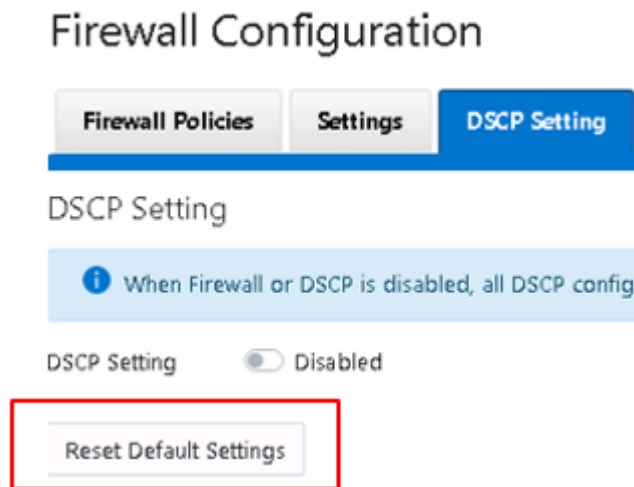 Firewall Configuration
Firewall Policies Settings DSCP Setting
DSCP Setting
When Firewall or DSCP is disabled, all DSCP config
DSCP Setting Disabled
Reset Default Settings